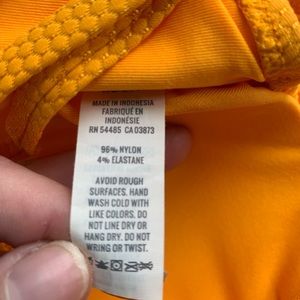 MADE IN INDONESIA
FABRIQUÉ EN
INDONÉSIE
RN 54485 CA 03873
96% NYLON
4% ELASTANE
AVOID ROUGH
SURFACES. HAND
WASH COLD WITH
LIKE COLORS. DO
NOT LINE DRY OR
HANG DRY. DO NOT
WRING OR TWIST.